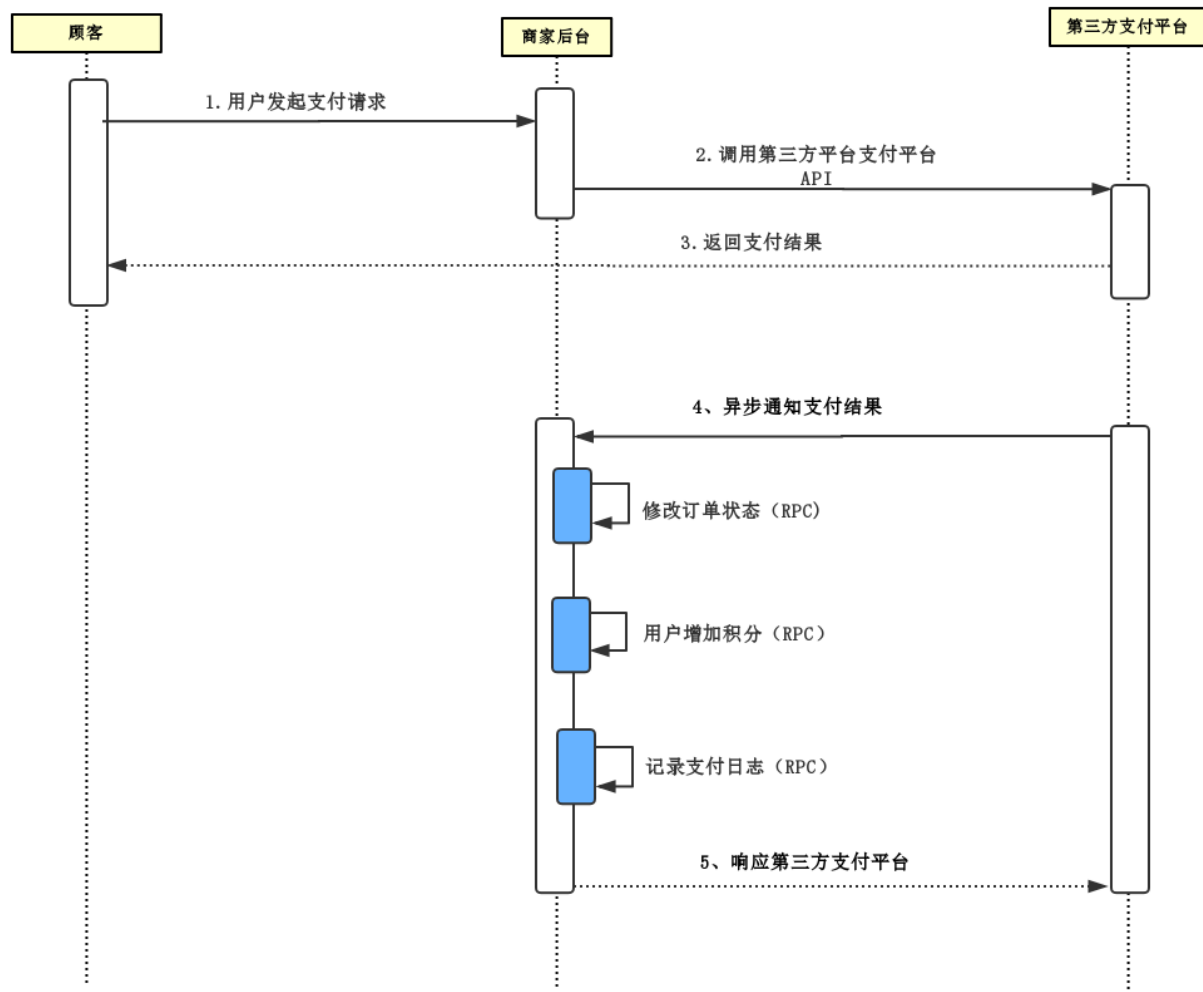 顾客
商家后台
第三方支付平台
1.用户发起支付请求
2.调用第三方平台支付平台
API
3.返回支付结果
4、异步通知支付结果
修改订单状态（RPC)
用户增加积分（RPC）
记录支付日志（RPC）
5、响应第三方支付平台